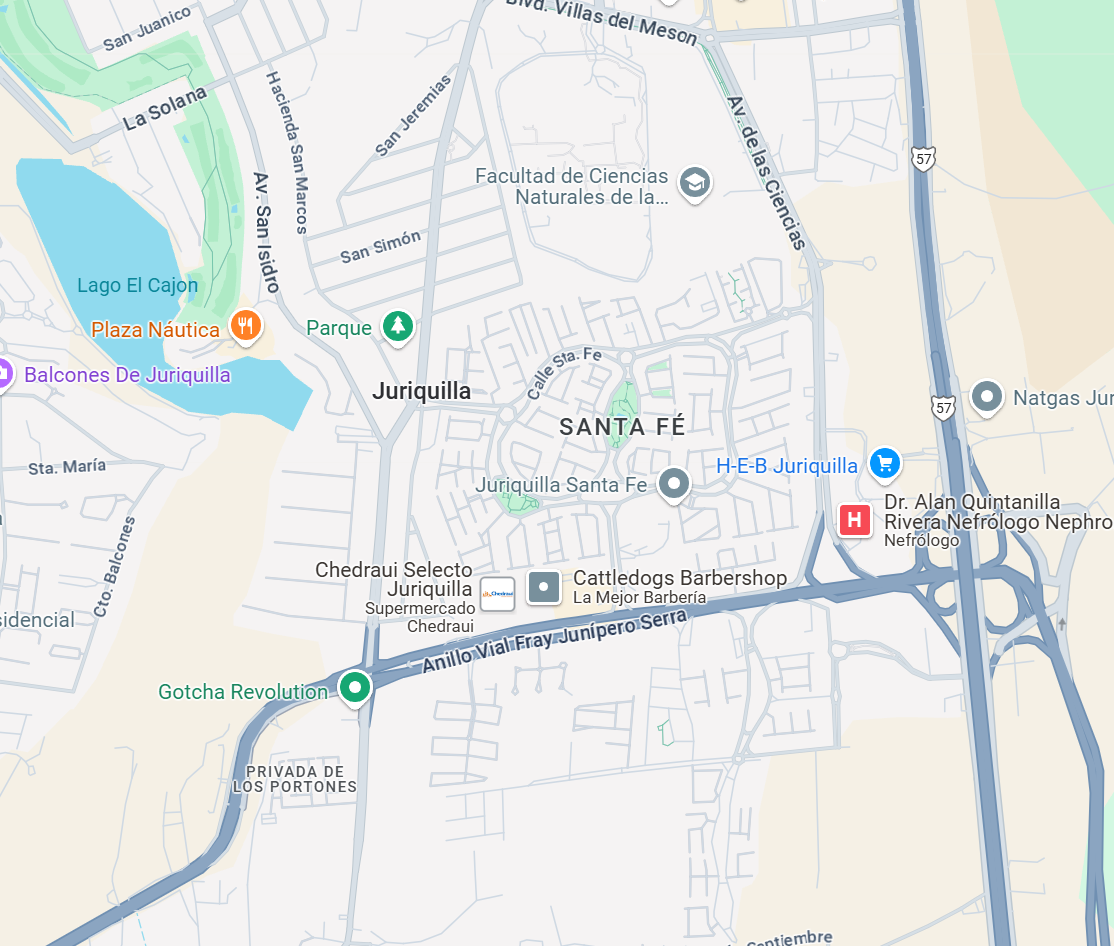 San Juanico
Blvd. Villas del Meson
La Solana
Hacienda San Marcos
San Jeremias
Av. de las Ciencias
57
Av. San Isidro
Facultad de Ciencias
Naturales de la...
San Simón
Lago El Cajon
Plaza Náutica
Parque
Balcones De Juriquilla
Calle Sta. Fe
Juriquilla
57
Natgas Jur
SANTA FÉ
Sta. María
H-E-B Juriquilla
Juriquilla Santa Fe
Cto. Balcones
H
Dr. Alan Quintanilla
Rivera Nefrólogo Nephro
Nefrólogo
Chedraui Selecto
Juriquilla
Supermercado
Chedraui
Chedraui
Cattledogs Barbershop
La Mejor Barbería
sidencial
Anillo Vial Fray Junípero Serra
Gotcha Revolution
PRIVADA DE
LOS PORTONES